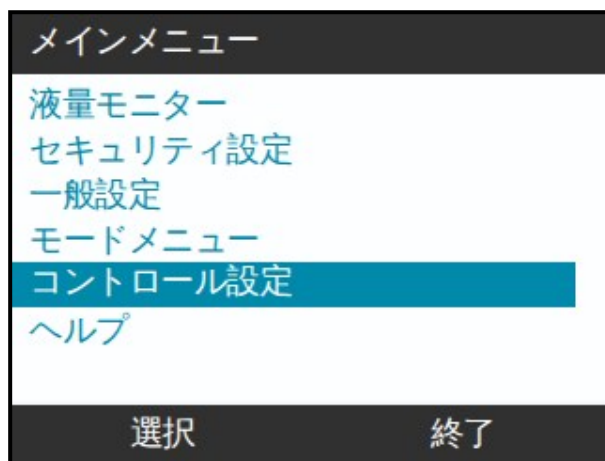 メインメニュー
液量モニター
セキュリティ設定
一般設定
モードメニュー
コントロール設定
ヘルプ
選択 終了